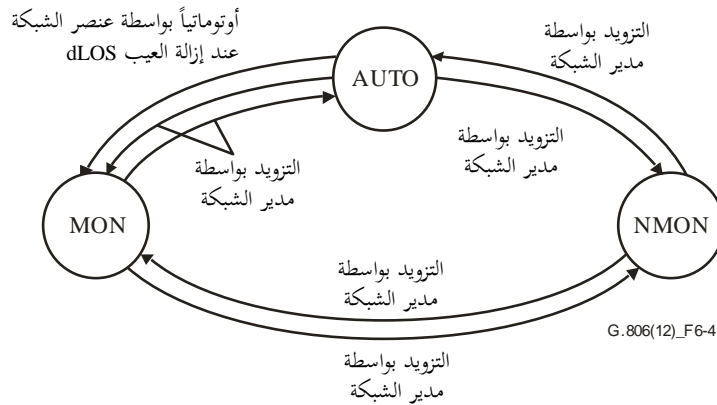 أوتوماتياً بواسطة عنصر الشبكة
عند إزالة العيب dLOS
التزويد بواسطة
مدير الشبكة
AUTO
التزويد بواسطة
مدير الشبكة
التزويد بواسطة
مدير الشبكة
MON
NMON
التزويد بواسطة
مدير الشبكة
G.806(12)_F6-4
التزويد بواسطة
مدير الشبكة